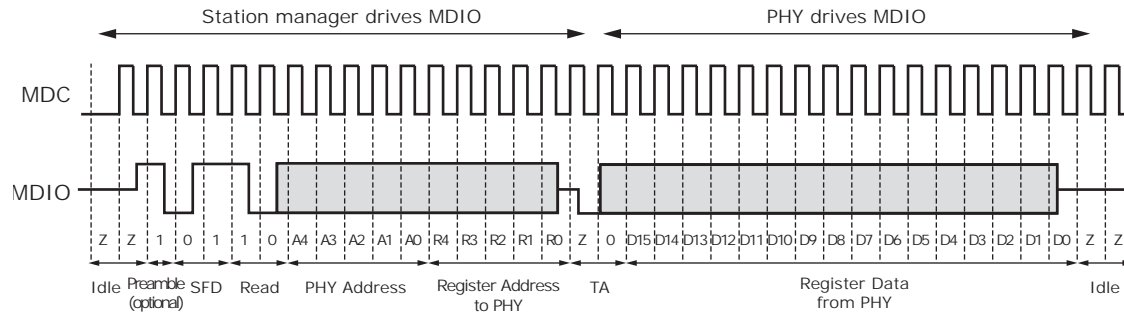 Station manager drives MDIO PHY drives MDIO
MDC
MDIO
Z Z 1 0 1 1 0 A4 A3 A2 A1 A0 R4 R3 R2 R1 R0 Z 0 D15 D14 D13 D12 D11 D10 D9 D8 D7 D6 D5 D4 D3 D2 D1 D0 Z Z
Idle Preamble SFD Read PHY Address Register Address TA Register Data Idle
(optional) to PHY from PHY